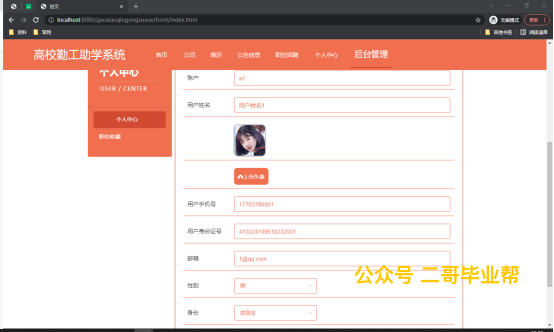 首页
localhost:8080/gaoxiaoqingongzuxue/front/index.html
无痕模式
更新
资料
常用
其他书签
阅读清单
高校勤工助学系统
首页
公司
简历
公告信息
职位招聘
个人中心
后台管理
个人中心
USER / CENTER
个人中心
职位收藏
账户
a1
用户姓名
用户姓名1
上传头像
用户手机号
17703786901
用户身份证号
410224199610232001
邮箱
1@qq.com
性别
男
身份
公众号 二哥毕业帮